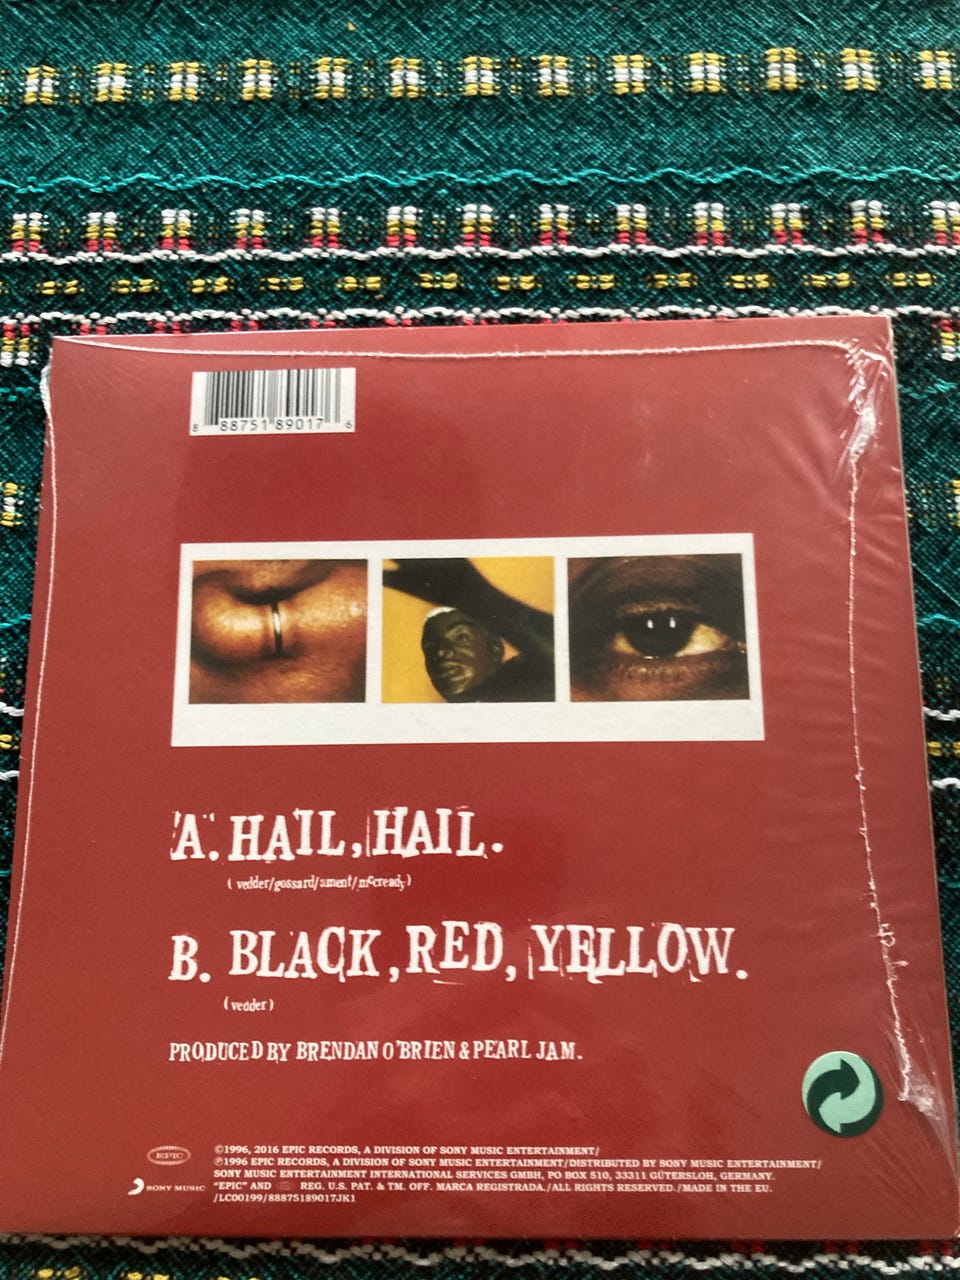 8 88751 89017 6
A. HAIL, HAIL.
(vedder/gossard/ament/mccready)
B. BLACK, RED, YELLOW.
(vedder)
PRODUCED BY BRENDAN O'BRIEN & PEARL JAM.
EPIC
SONY MUSIC
©1996, 2016 EPIC RECORDS, A DIVISION OF SONY MUSIC ENTERTAINMENT/
℗1996 EPIC RECORDS, A DIVISION OF SONY MUSIC ENTERTAINMENT/DISTRIBUTED BY SONY MUSIC ENTERTAINMENT/
SONY MUSIC ENTERTAINMENT INTERNATIONAL SERVICES GMBH, PO BOX 510, 33311 GÜTERSLOH, GERMANY.
"EPIC" AND REG. U.S. PAT. & TM. OFF. MARCA REGISTRADA./ALL RIGHTS RESERVED./MADE IN THE EU.
/LC00199/88875189017JK1